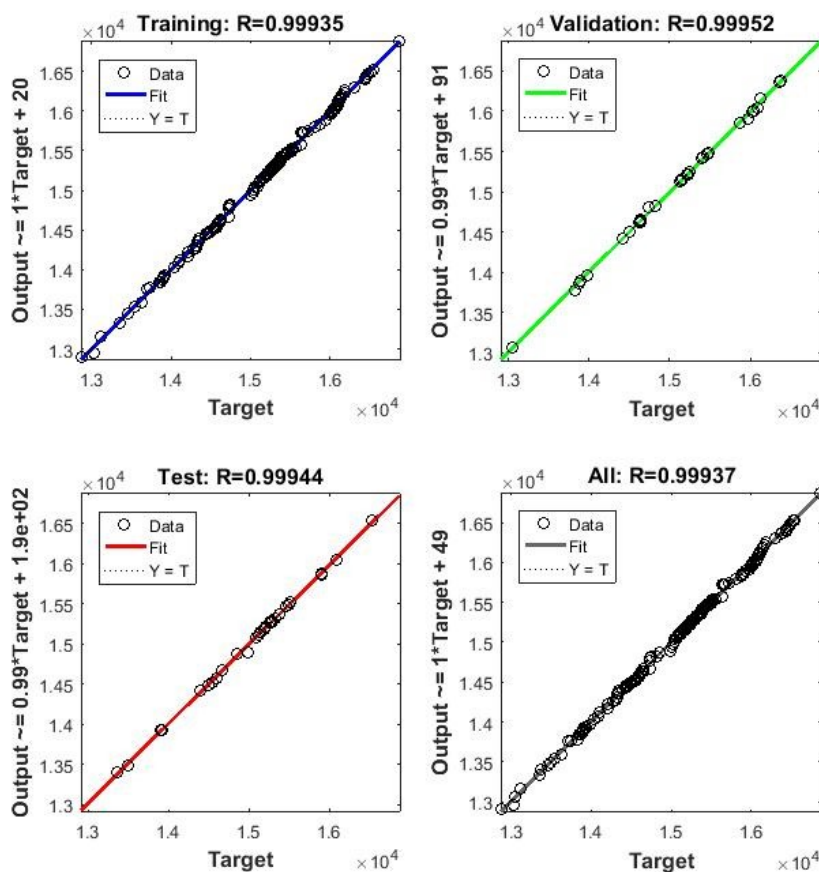 Training: R=0.99935
×10⁴
Output ~= 1*Target + 20
1.65
1.6
1.55
1.5
1.45
1.4
1.35
1.3
Data
Fit
Y = T
1.3 1.4 1.5 1.6
Target
×10⁴
Validation: R=0.99952
×10⁴
Output ~= 0.99*Target + 91
1.65
1.6
1.55
1.5
1.45
1.4
1.35
1.3
Data
Fit
Y = T
1.3 1.4 1.5 1.6
Target
×10⁴
Test: R=0.99944
×10⁴
Output ~= 0.99*Target + 1.9e+02
1.65
1.6
1.55
1.5
1.45
1.4
1.35
1.3
Data
Fit
Y = T
1.3 1.4 1.5 1.6
Target
×10⁴
All: R=0.99937
×10⁴
Output ~= 1*Target + 49
1.65
1.6
1.55
1.5
1.45
1.4
1.35
1.3
Data
Fit
Y = T
1.3 1.4 1.5 1.6
Target
×10⁴